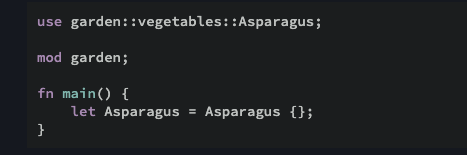 use garden::vegetables::Asparagus;
mod garden;
fn main() {
    let Asparagus = Asparagus {};
}